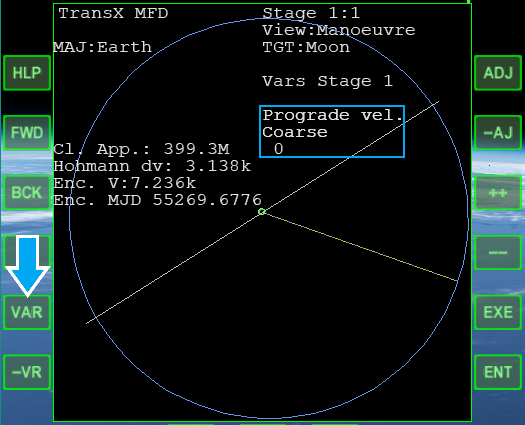 TransX MFD
Stage 1:1
View:Manoeuvre
MAJ:Earth
TGT:Moon
Vars Stage 1
Prograde vel.
Coarse
0
Cl. App.: 399.3M
Hohmann dv: 3.138k
Enc. V:7.236k
Enc. MJD 55269.6776
HLP
FWD
BCK
VAR
-VR
ADJ
-AJ
++
--
EXE
ENT